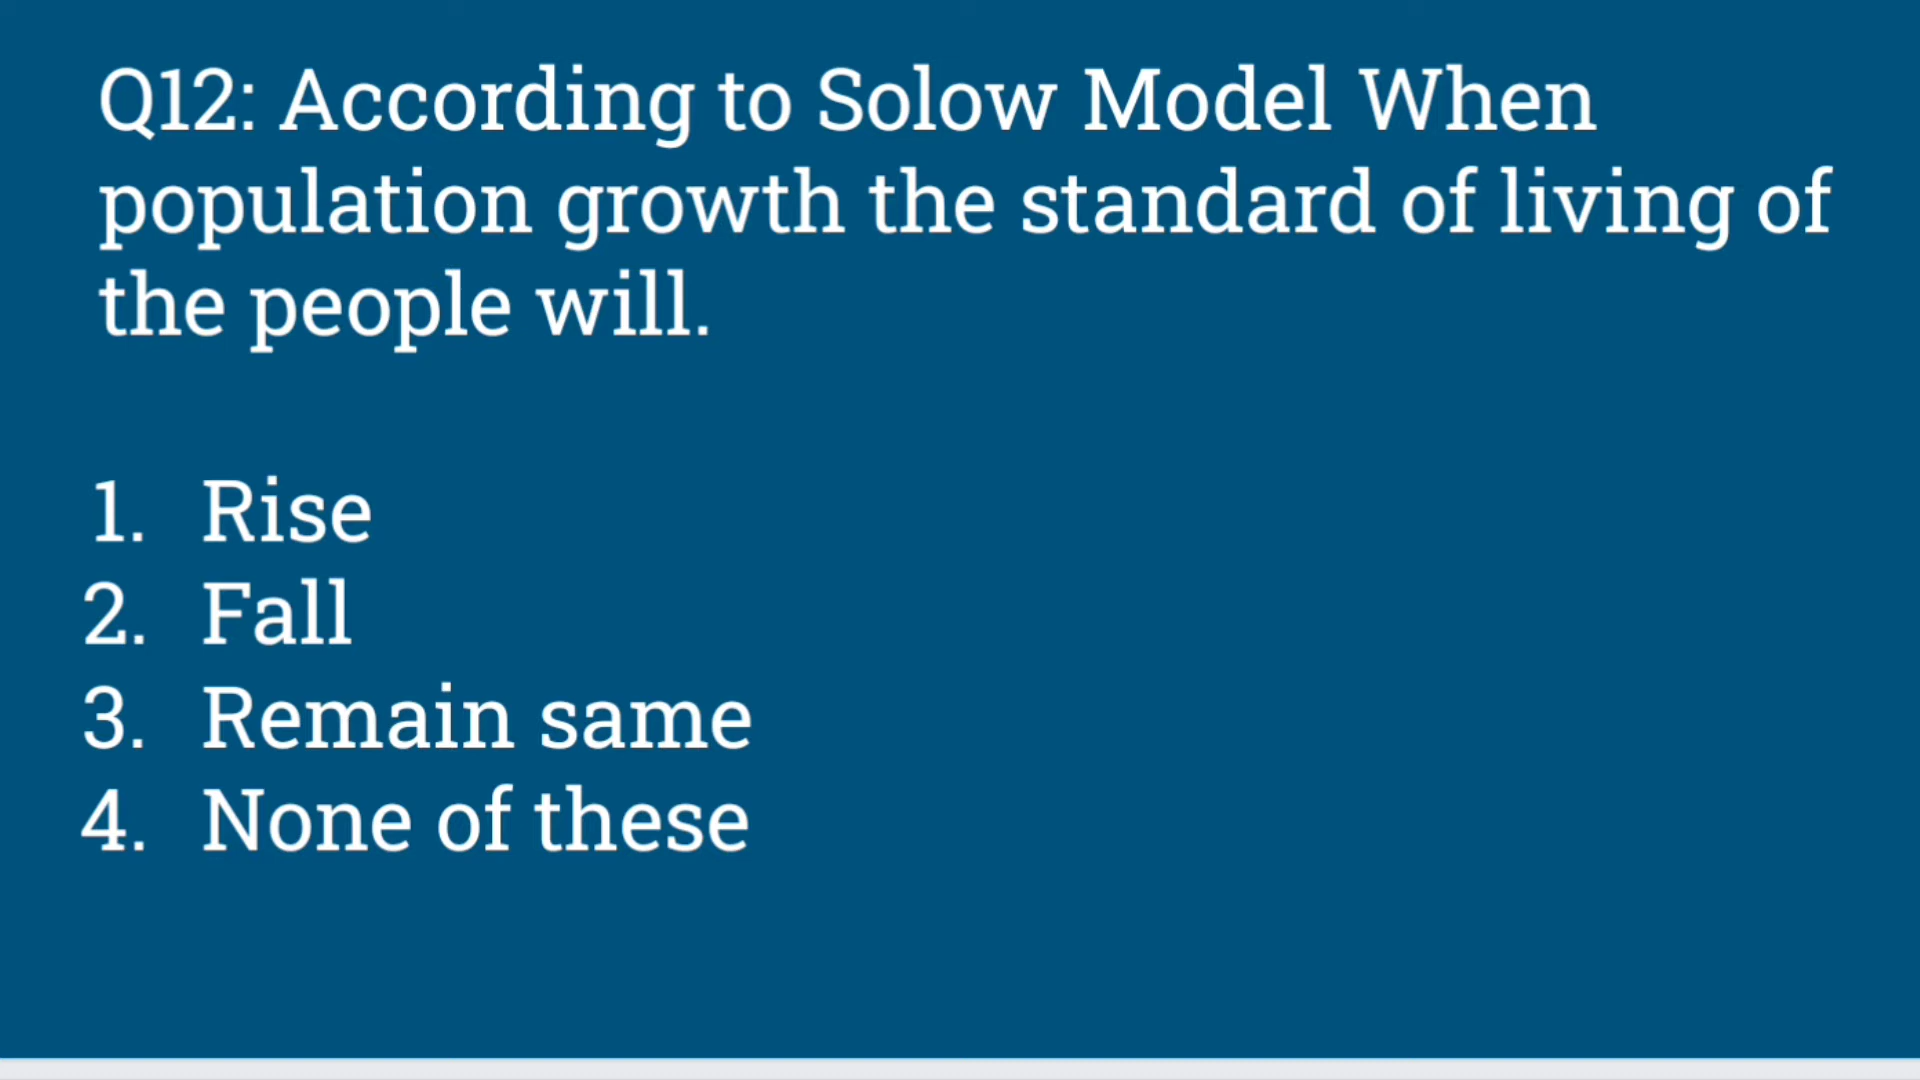 Q12: According to Solow Model When
population growth the standard of living of
the people will.
1. Rise
2. Fall
3. Remain same
4. None of these